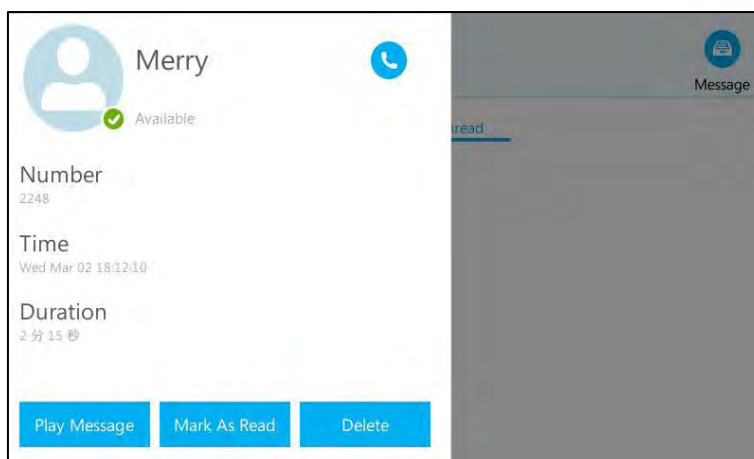 Merry
Available
Number
2248
Time
Wed Mar 02 18:12:10
Duration
2 分 15 秒
Play Message
Mark As Read
Delete
Message